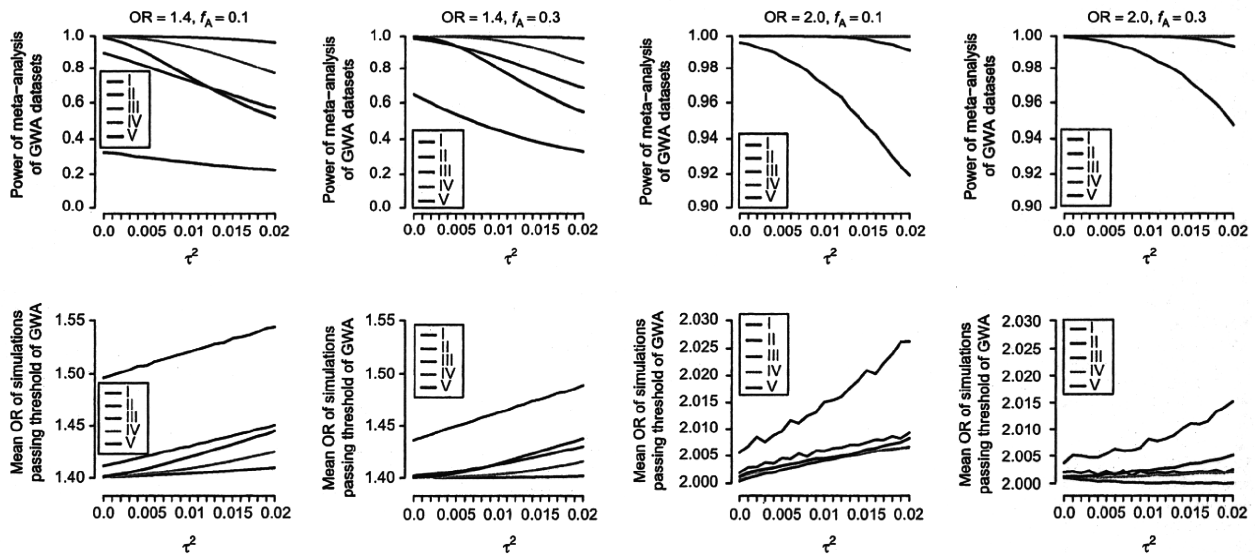 OR = 1.4, fA = 0.1
Power of meta−analysis
of GWA datasets
1.0
0.8
0.6
0.4
0.2
0.0
I
II
III
IV
V
0.0
0.005
0.01
0.015
0.02
τ2
OR = 1.4, fA = 0.3
Power of meta−analysis
of GWA datasets
1.0
0.8
0.6
0.4
0.2
0.0
I
II
III
IV
V
0.0
0.005
0.01
0.015
0.02
τ2
OR = 2.0, fA = 0.1
Power of meta−analysis
of GWA datasets
1.00
0.98
0.96
0.94
0.92
0.90
I
II
III
IV
V
0.0
0.005
0.01
0.015
0.02
τ2
OR = 2.0, fA = 0.3
Power of meta−analysis
of GWA datasets
1.00
0.98
0.96
0.94
0.92
0.90
I
II
III
IV
V
0.0
0.005
0.01
0.015
0.02
τ2
Mean OR of simulations
passing threshold of GWA
1.55
1.50
1.45
1.40
I
II
III
IV
V
0.0
0.005
0.01
0.015
0.02
τ2
Mean OR of simulations
passing threshold of GWA
1.55
1.50
1.45
1.40
I
II
III
IV
V
0.0
0.005
0.01
0.015
0.02
τ2
Mean OR of simulations
passing threshold of GWA
2.030
2.025
2.020
2.015
2.010
2.005
2.000
I
II
III
IV
V
0.0
0.005
0.01
0.015
0.02
τ2
Mean OR of simulations
passing threshold of GWA
2.030
2.025
2.020
2.015
2.010
2.005
2.000
I
II
III
IV
V
0.0
0.005
0.01
0.015
0.02
τ2